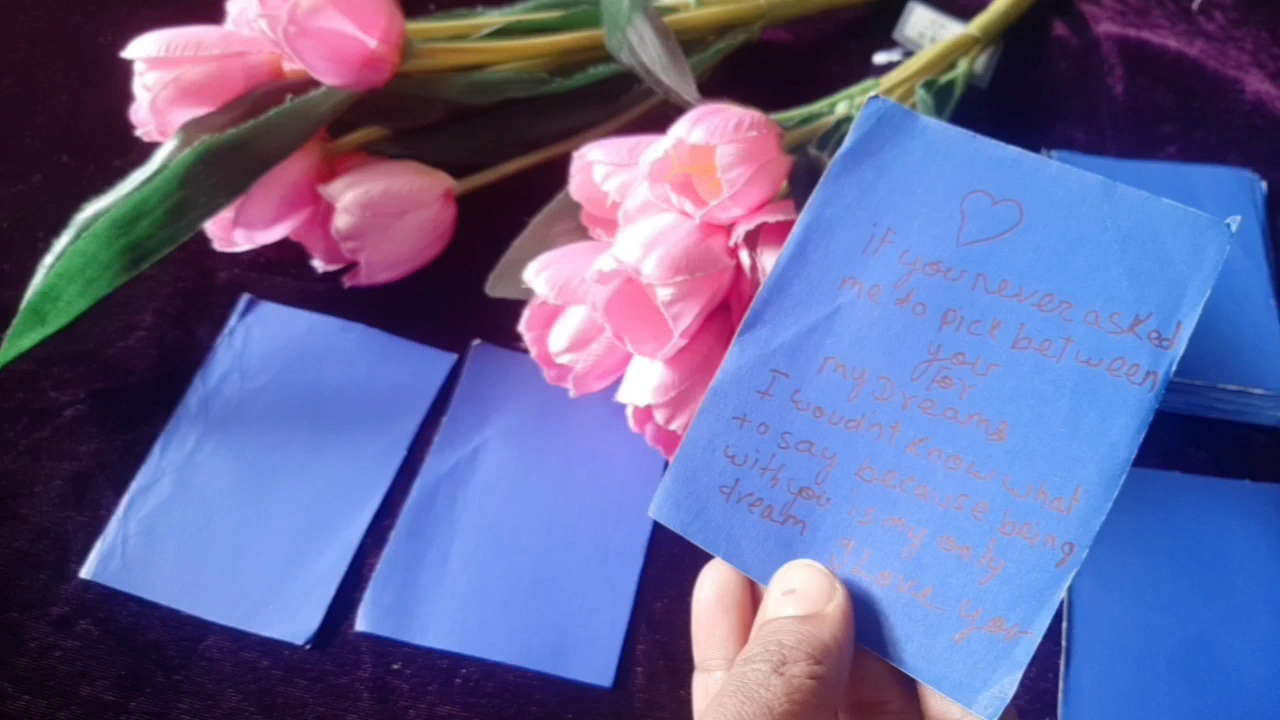 if you never asked
me to pick between
you
for
my Dreams
I woudn't know what
to say because being
with you is my only
dream
I Love you